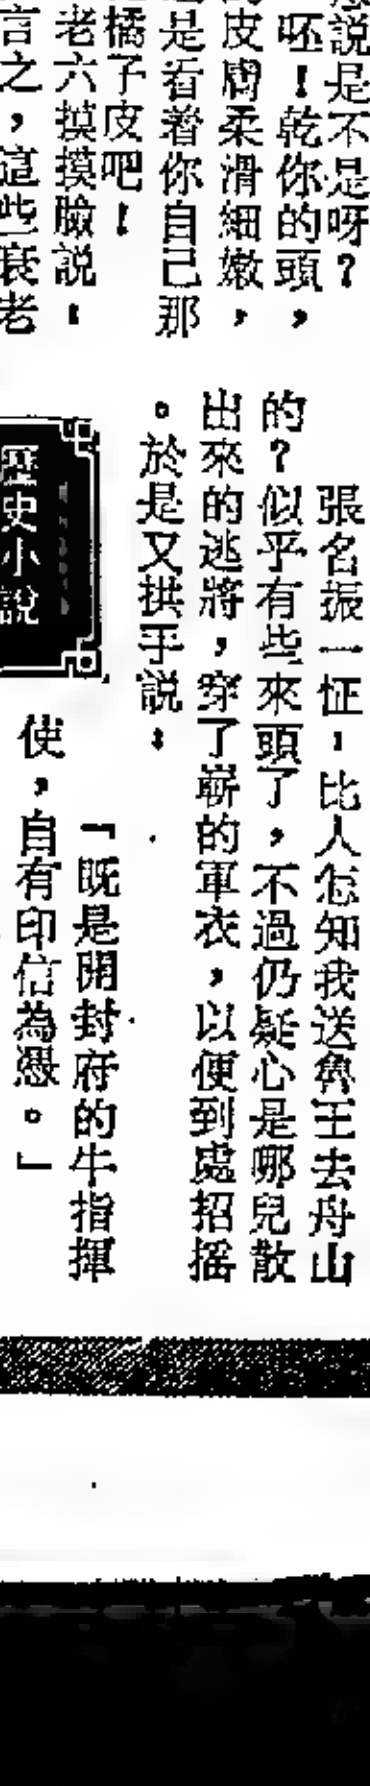 說是不是呀？
呸！乾你的頭，
皮膚柔滑細嫩，
是看着你自己那
橘子皮吧！
老六摸摸臉說：
言之，這些衰老
張名振一怔，比人怎知我送魯王去舟山
的？似乎有些來頭了，不過仍疑心是哪兒散
出來的逃將，穿了嶄的軍衣，以便到處招搖
。於是又拱手說：
「既是開封府的牛指揮
使，自有印信為憑。」
歷史小說